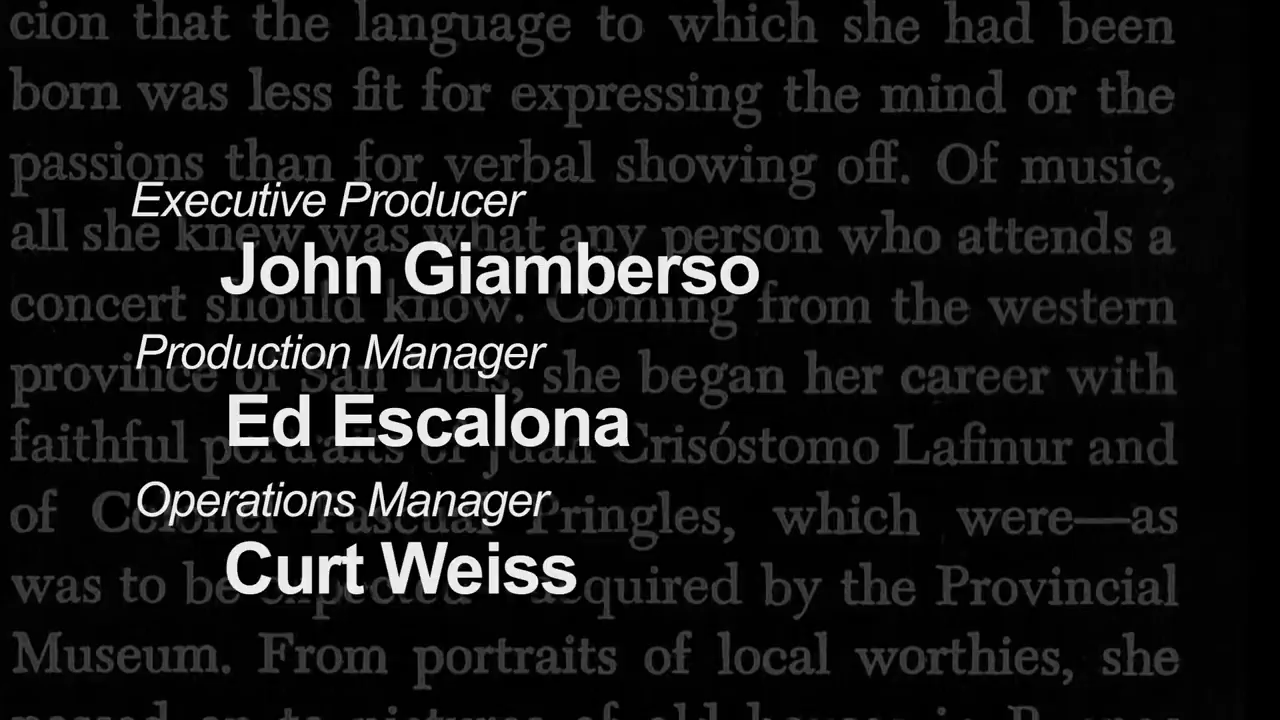 cion that the language to which she had been
born was less fit for expressing the mind or the
passions than for verbal showing off. Of music,
Executive Producer
all she knew was what any person who attends a
John Giamberso
concert should know. Coming from the western
Production Manager
province of San Luis, she began her career with
Ed Escalona
faithful portraits of Juan Crisóstomo Lafinur and
Operations Manager
of Colonel Pascual Pringles, which were—as
Curt Weiss
was to be expected—acquired by the Provincial
Museum. From portraits of local worthies, she